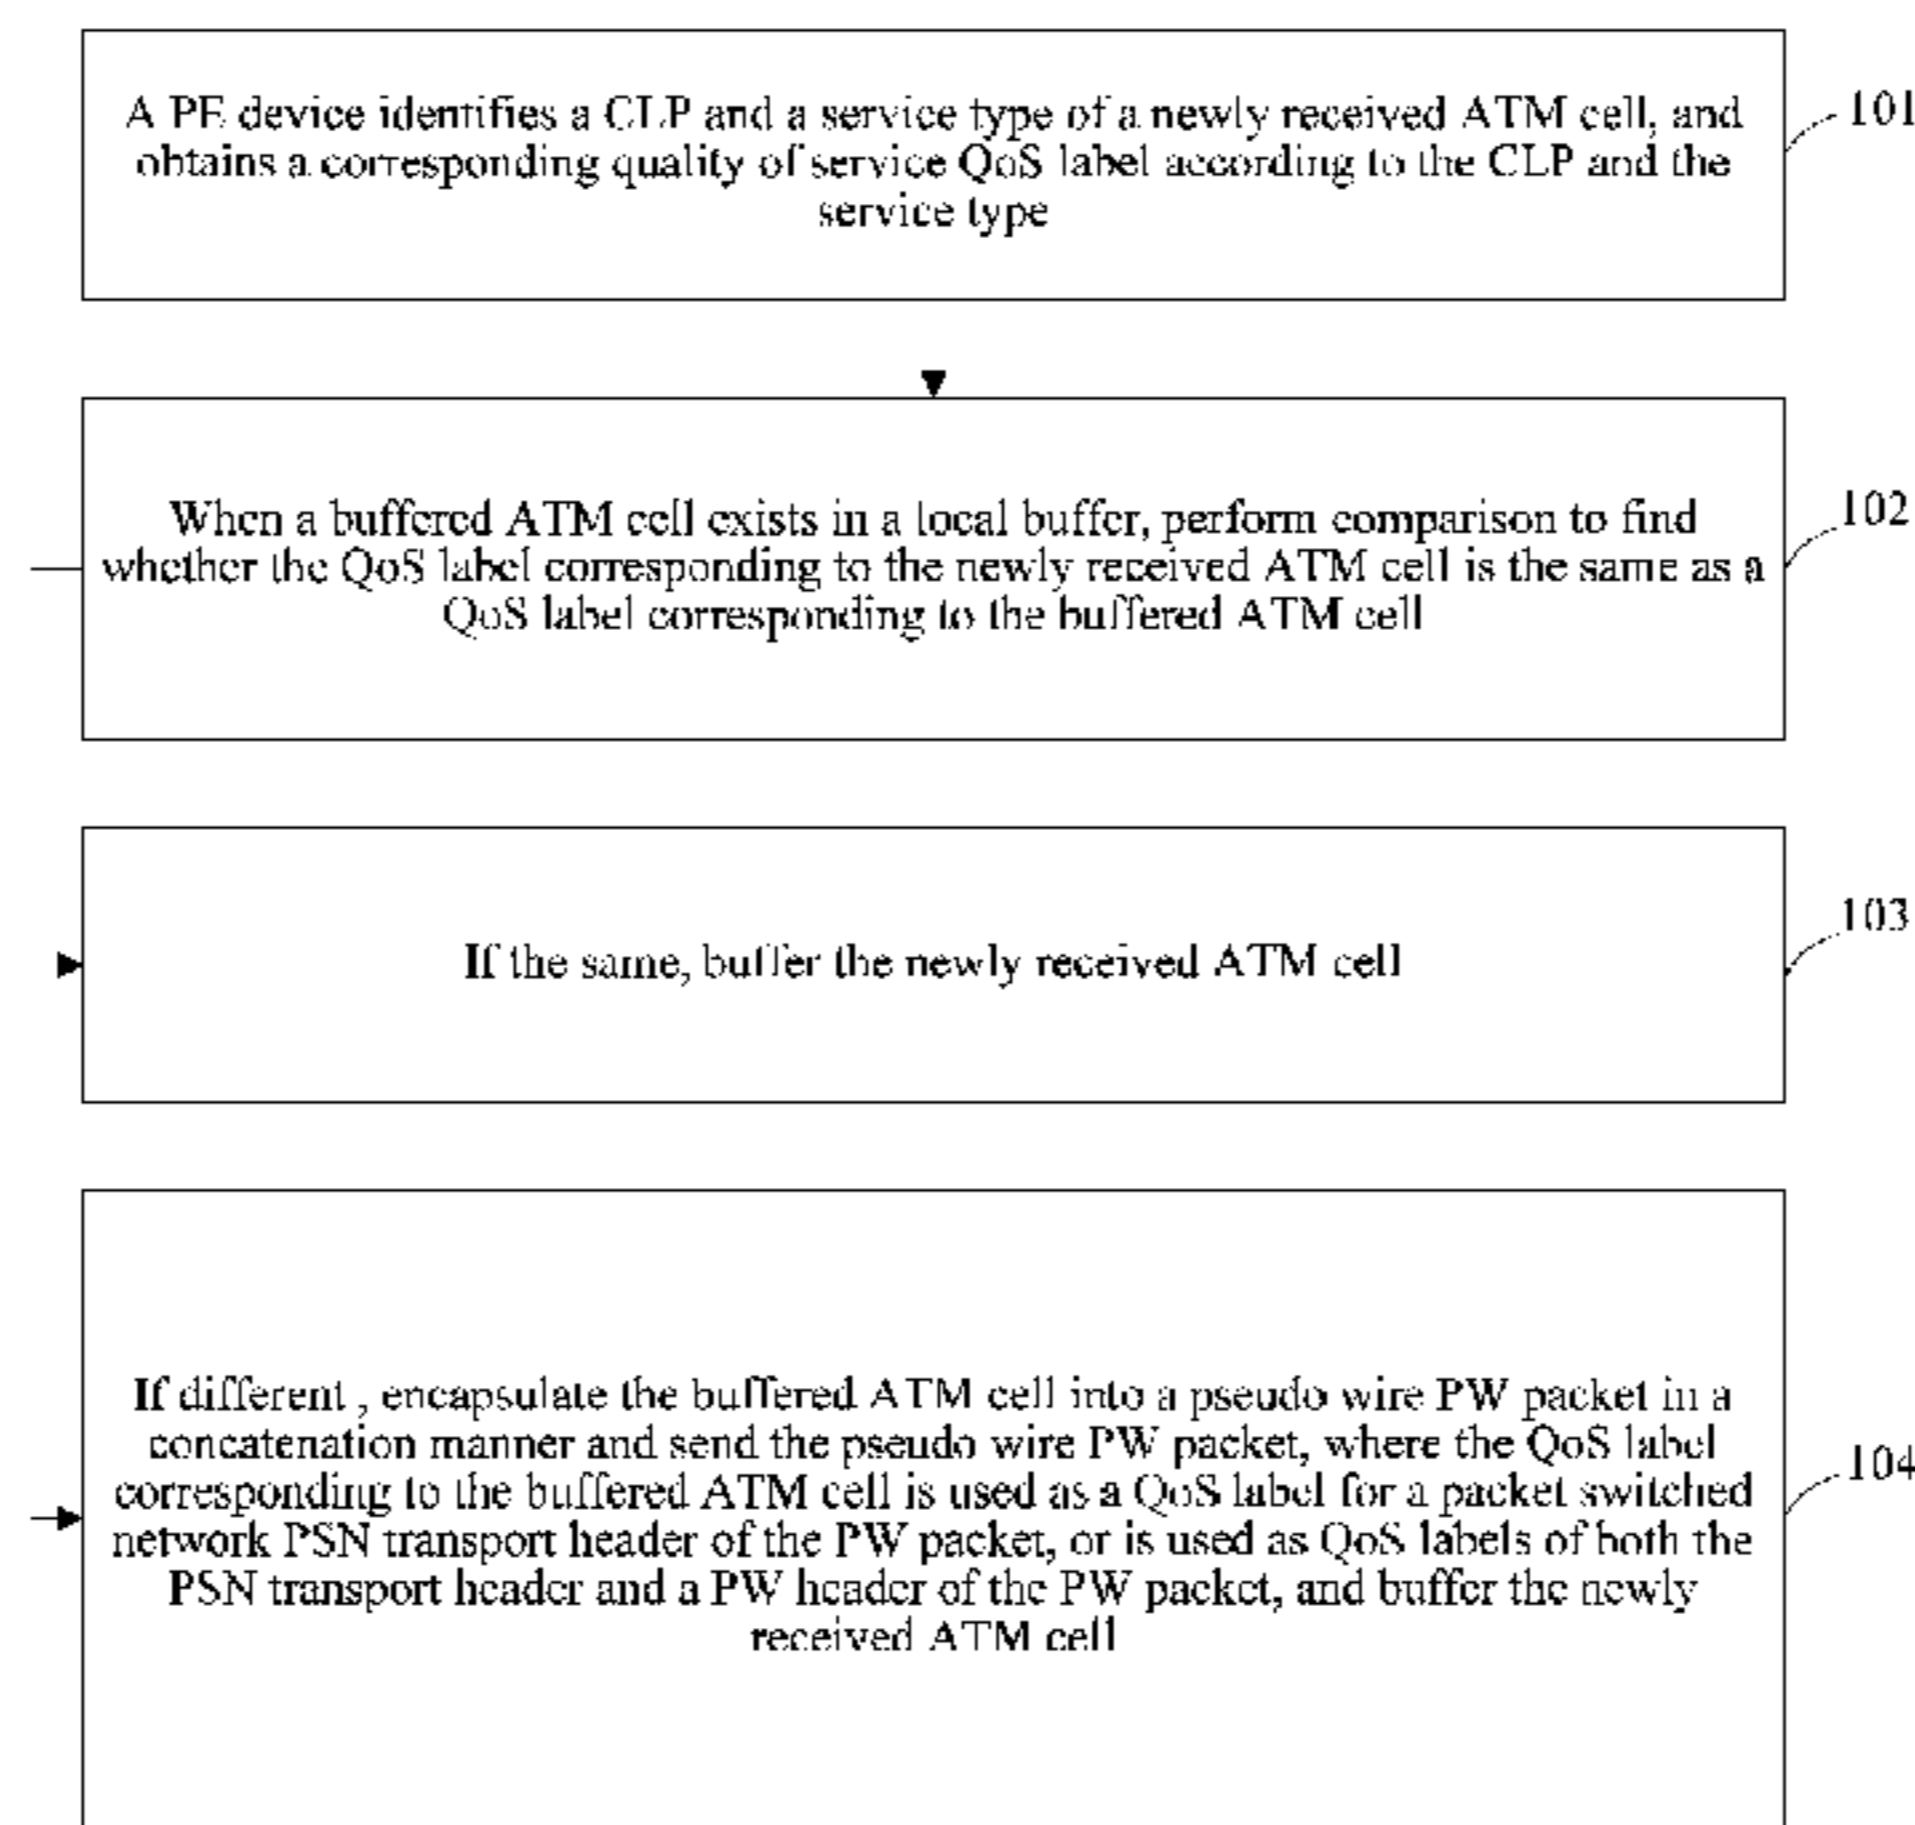 A PE device identifies a CLP and a service type of a newly received ATM cell, and
obtains a corresponding quality of service QoS label according to the CLP and the
service type
101
When a buffered ATM cell exists in a local buffer, perform comparison to find
whether the QoS label corresponding to the newly received ATM cell is the same as a
QoS label corresponding to the buffered ATM cell
102
If the same, buffer the newly received ATM cell
103
If different , encapsulate the buffered ATM cell into a pseudo wire PW packet in a
concatenation manner and send the pseudo wire PW packet, where the QoS label
corresponding to the buffered ATM cell is used as a QoS label for a packet switched
network PSN transport header of the PW packet, or is used as QoS labels of both the
PSN transport header and a PW header of the PW packet, and buffer the newly
received ATM cell
104